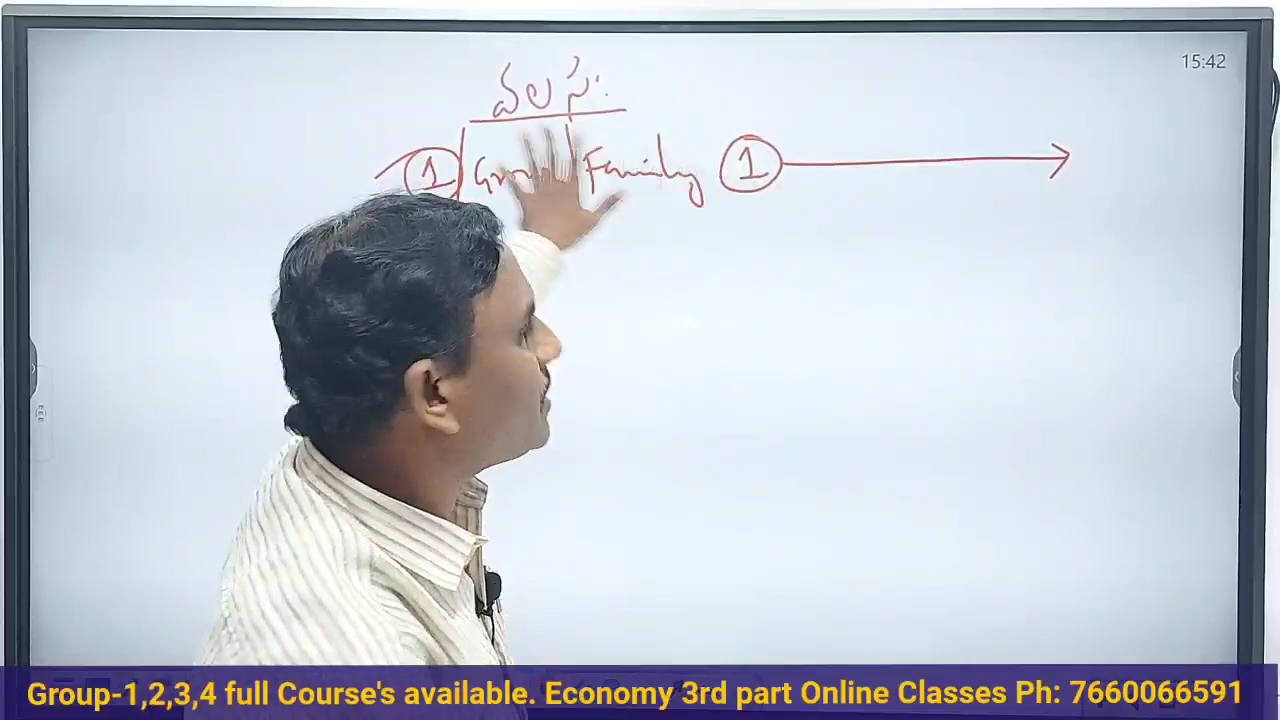 15:42
వలస:
① Family ① →
Group-1,2,3,4 full Course's available. Economy 3rd part Online Classes Ph: 7660066591